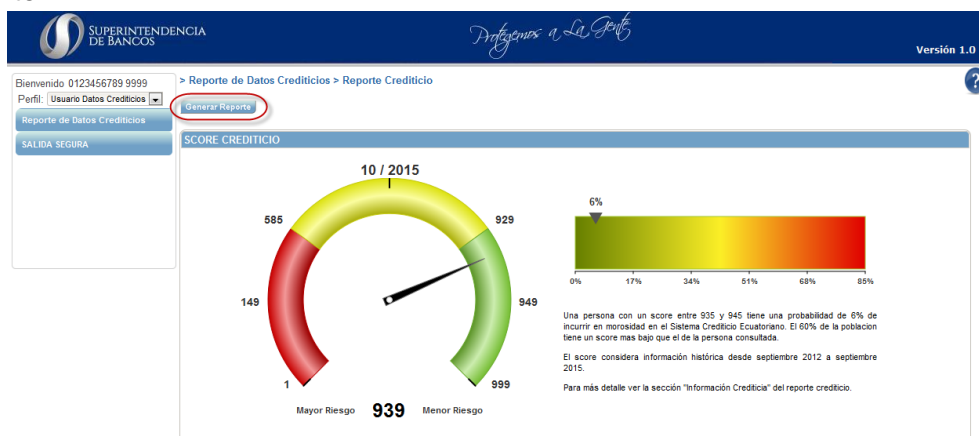 SUPERINTENDENCIA
DE BANCOS
Protegemos a La Gente
Versión 1.0
Bienvenido 0123456789 9999
Perfil: Usuario Datos Crediticios
Reporte de Datos Crediticios
SALIDA SEGURA
> Reporte de Datos Crediticios > Reporte Crediticio
?
Generar Reporte
SCORE CREDITICIO
10 / 2015
585
929
149
949
1
999
Mayor Riesgo 939 Menor Riesgo
6%
0% 17% 34% 51% 68% 85%
Una persona con un score entre 935 y 945 tiene una probabilidad de 6% de
incurrir en morosidad en el Sistema Crediticio Ecuatoriano. El 60% de la poblacion
tiene un score mas bajo que el de la persona consultada.
El score considera información histórica desde septiembre 2012 a septiembre
2015.
Para más detalle ver la sección "Información Crediticia" del reporte crediticio.